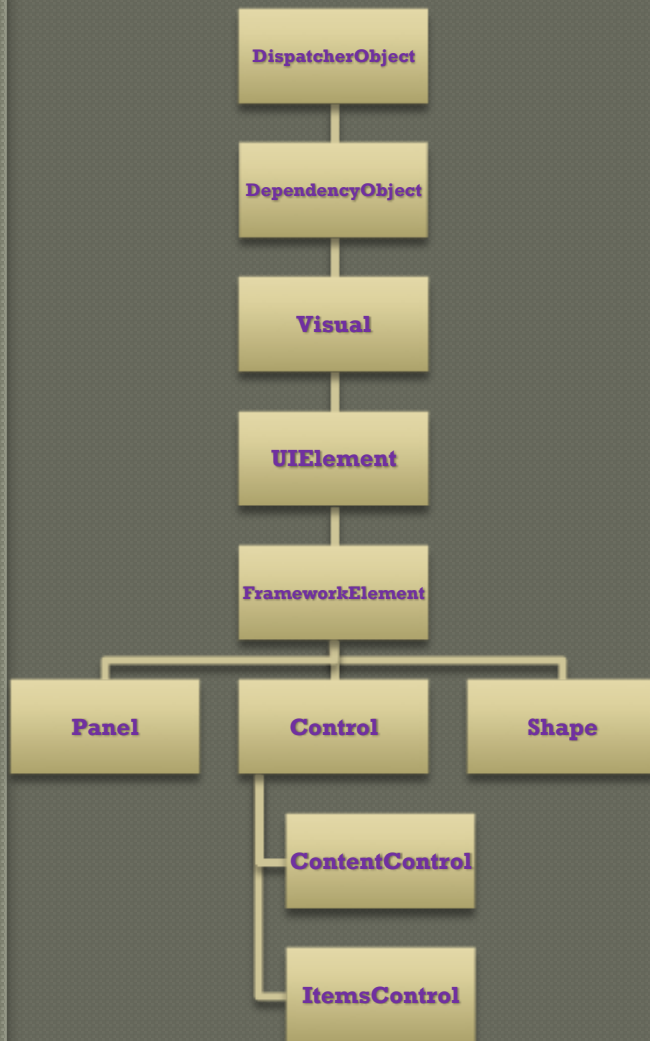 DispatcherObject
DependencyObject
Visual
UIElement
FrameworkElement
Panel
Control
Shape
ContentControl
ItemsControl